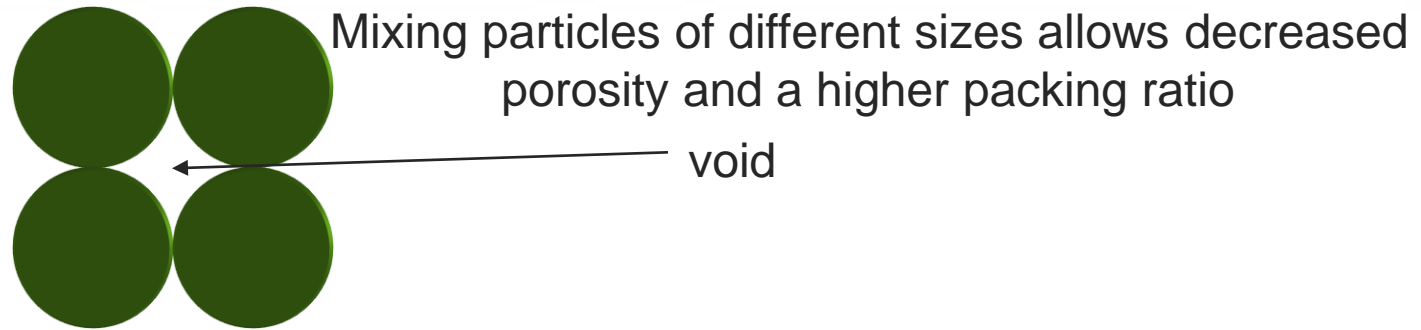 Mixing particles of different sizes allows decreased
porosity and a higher packing ratio
void